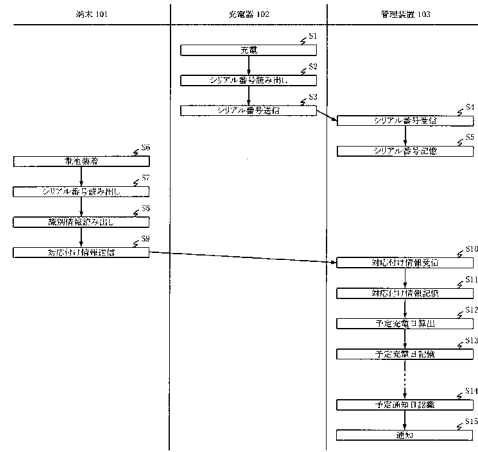 端末 101
充電器 102
管理装置 103
S1
充電
S2
シリアル番号読み出し
S3
シリアル番号送信
S4
シリアル番号受信
S5
シリアル番号記憶
S6
電池装着
S7
シリアル番号読み出し
S8
識別情報読み出し
S9
対応付け情報送信
S10
対応付け情報受信
S11
対応付け情報記憶
S12
予定充電日算出
S13
予定充電日記憶
S14
予定通知日認識
S15
通知